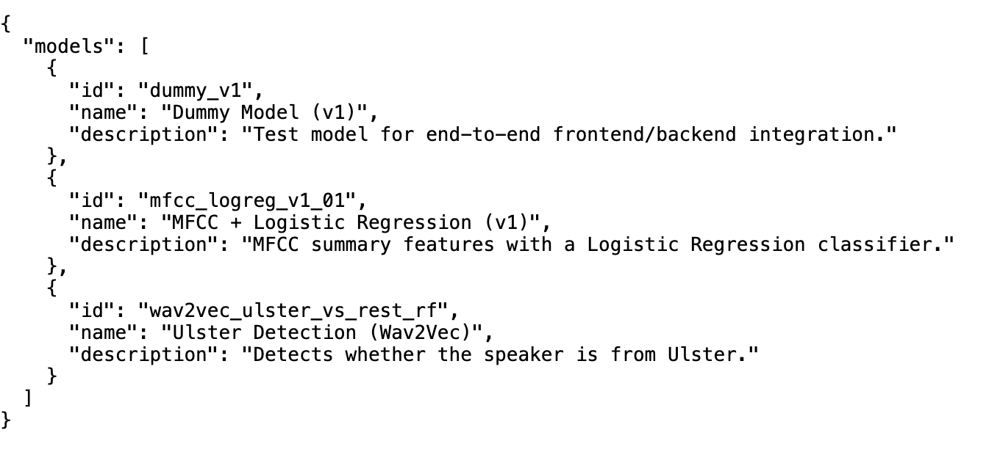 {
  "models": [
    {
      "id": "dummy_v1",
      "name": "Dummy Model (v1)",
      "description": "Test model for end-to-end frontend/backend integration."
    },
    {
      "id": "mfcc_logreg_v1_01",
      "name": "MFCC + Logistic Regression (v1)",
      "description": "MFCC summary features with a Logistic Regression classifier."
    },
    {
      "id": "wav2vec_ulster_vs_rest_rf",
      "name": "Ulster Detection (Wav2Vec)",
      "description": "Detects whether the speaker is from Ulster."
    }
  ]
}